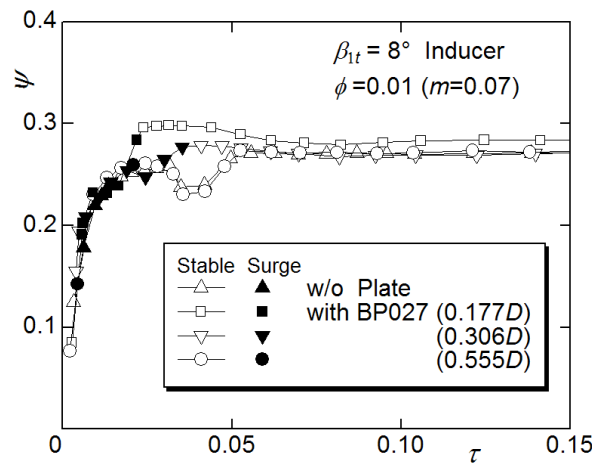 0.4
β1t = 8° Inducer
ψ
ϕ =0.01 (m=0.07)
0.3
0.2
Stable Surge
w/o Plate
with BP027 (0.177D)
0.1
(0.306D)
(0.555D)
0 0.05 0.10 0.15
τ